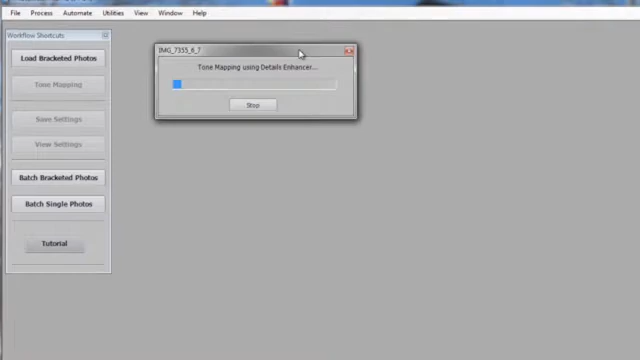 File Process Automate Utilities View Window Help
Workflow Shortcuts
Load Bracketed Photos
Tone Mapping
Save Settings
View Settings
Batch Bracketed Photos
Batch Single Photos
Tutorial
IMG_7355_6_7
Tone Mapping using Details Enhancer...
Stop